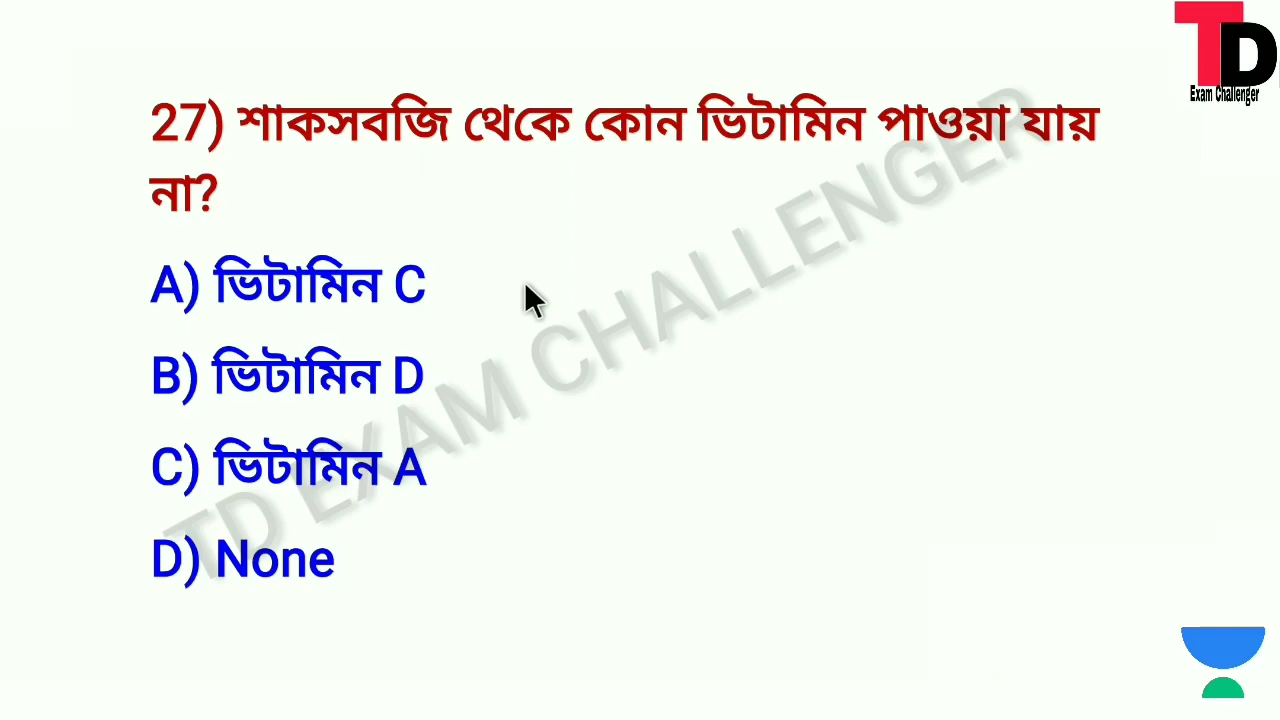 TD
Exam Challenger
27) শাকসবজি থেকে কোন ভিটামিন পাওয়া যায়
না?
A) ভিটামিন C
B) ভিটামিন D
C) ভিটামিন A
D) None
TD EXAM CHALLENGER